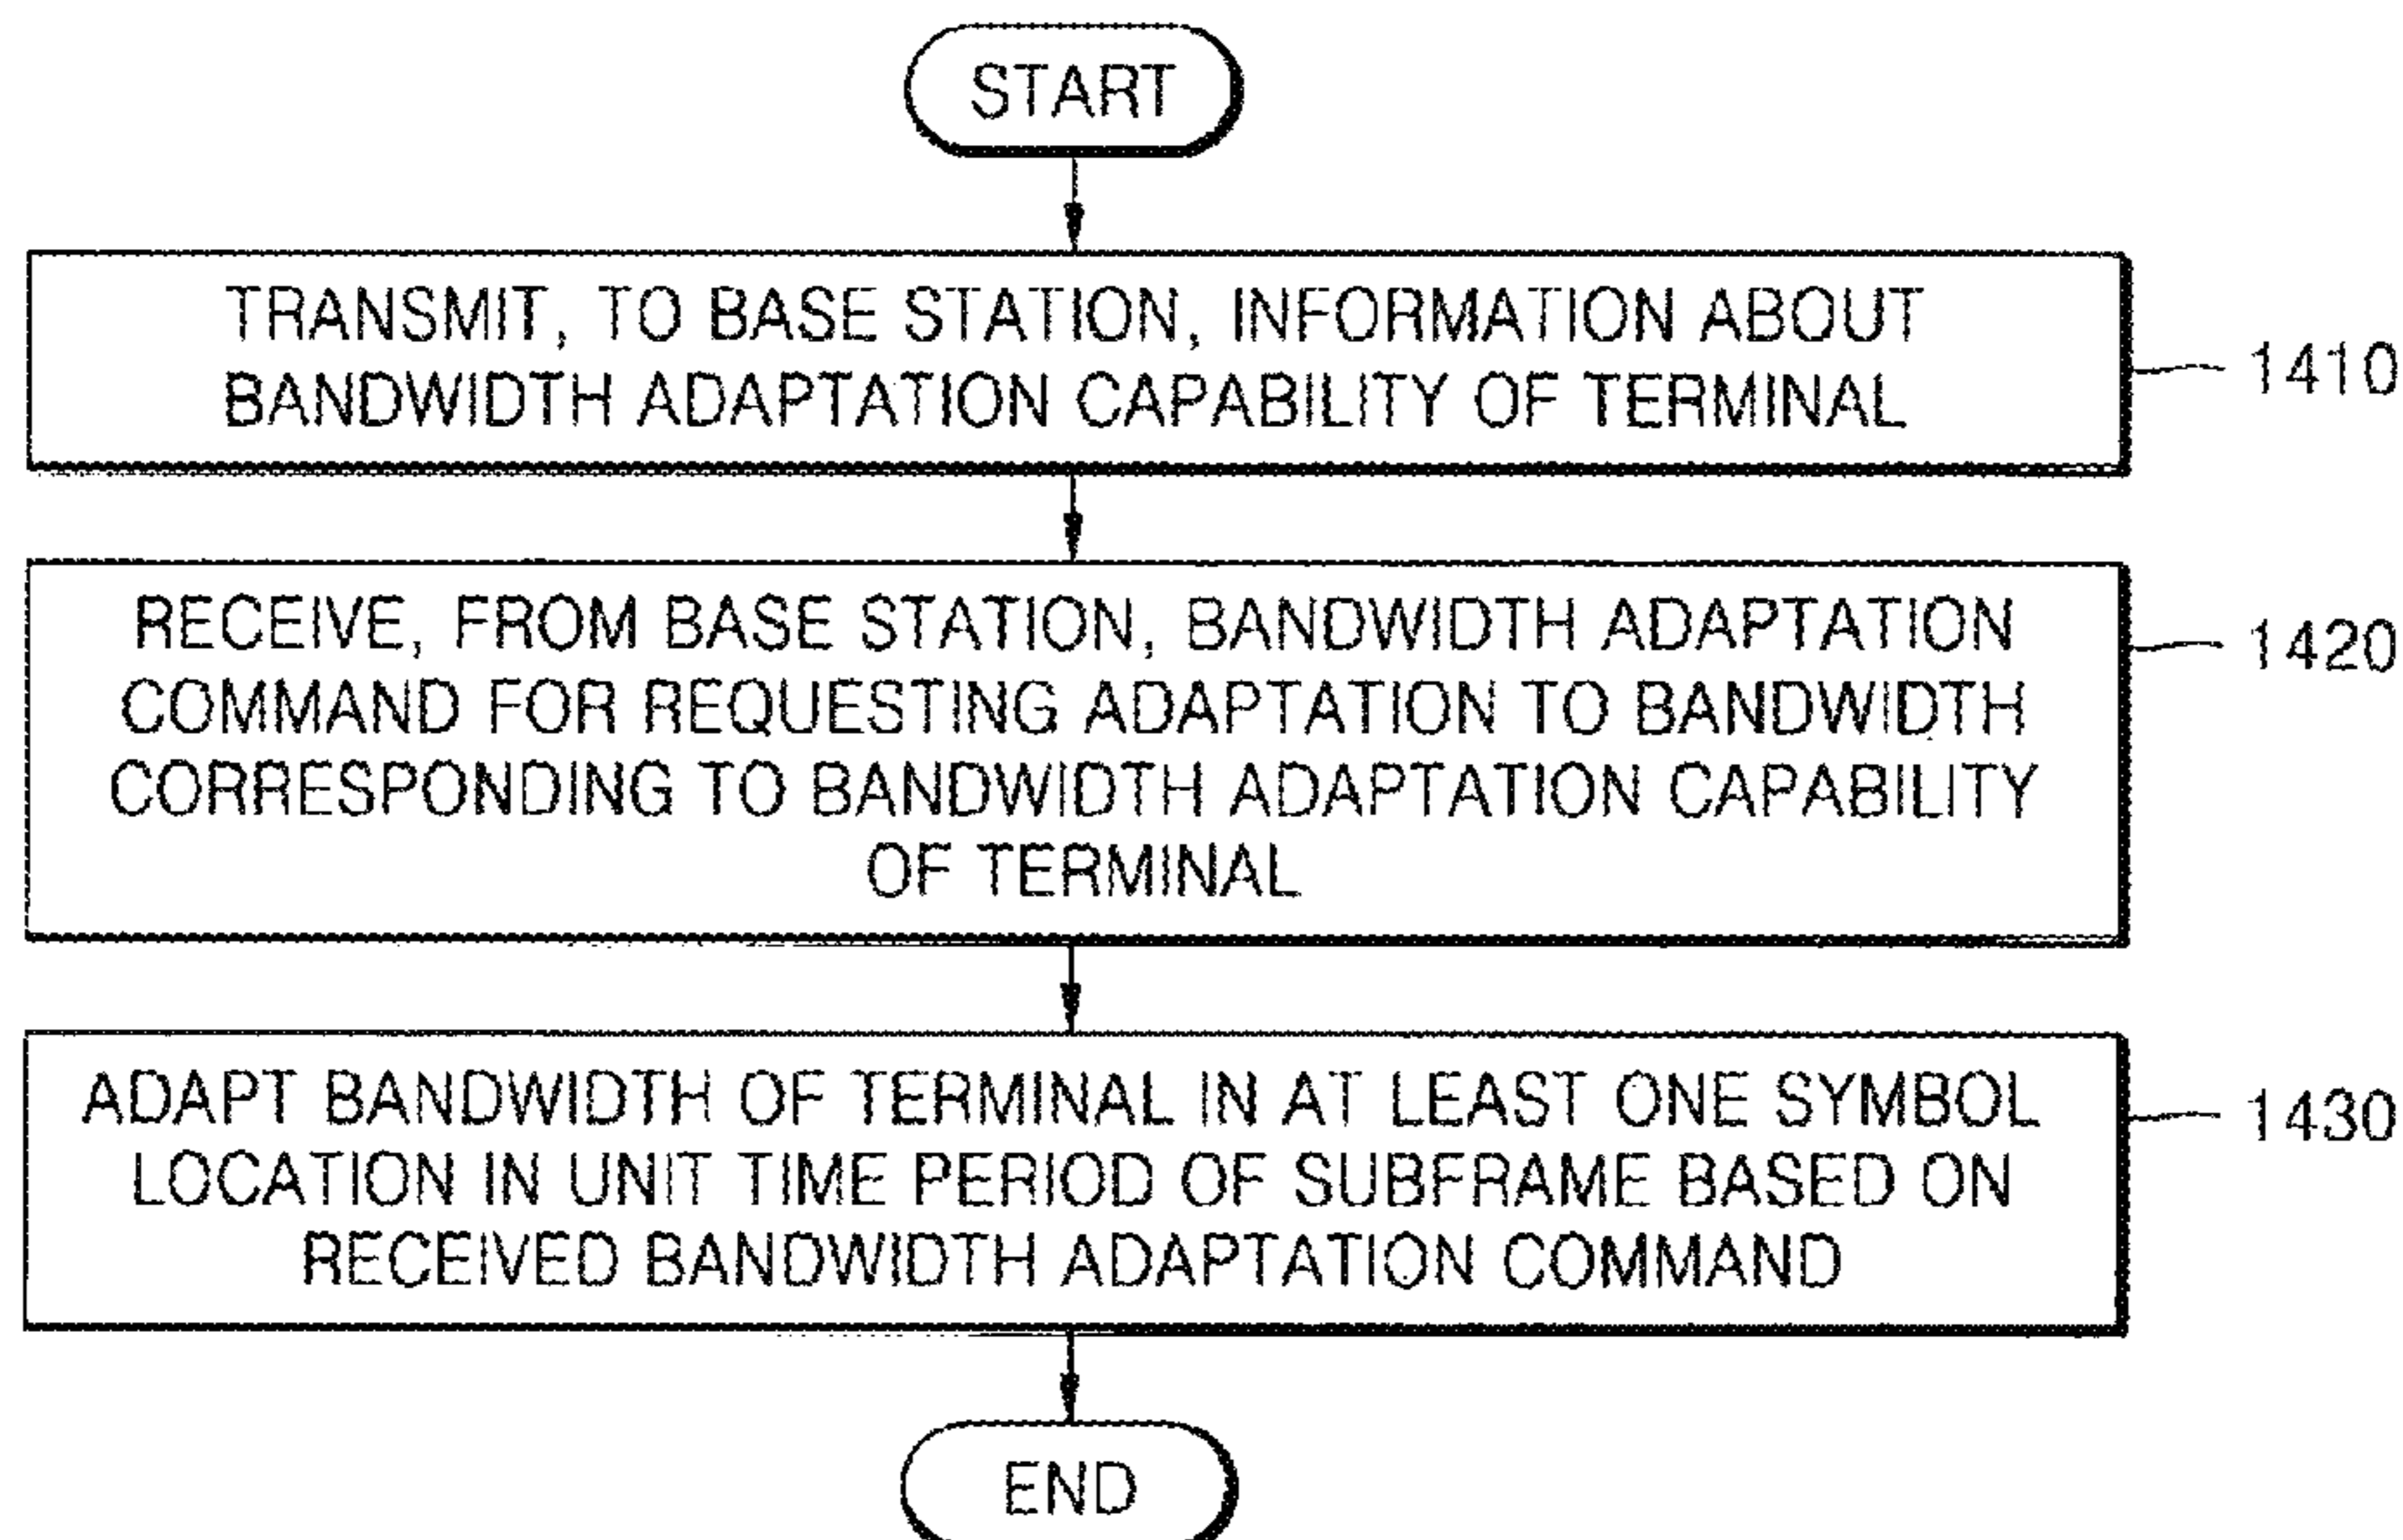 START
TRANSMIT, TO BASE STATION, INFORMATION ABOUT
BANDWIDTH ADAPTATION CAPABILITY OF TERMINAL
1410
RECEIVE, FROM BASE STATION, BANDWIDTH ADAPTATION
COMMAND FOR REQUESTING ADAPTATION TO BANDWIDTH
CORRESPONDING TO BANDWIDTH ADAPTATION CAPABILITY
OF TERMINAL
1420
ADAPT BANDWIDTH OF TERMINAL IN AT LEAST ONE SYMBOL
LOCATION IN UNIT TIME PERIOD OF SUBFRAME BASED ON
RECEIVED BANDWIDTH ADAPTATION COMMAND
1430
END